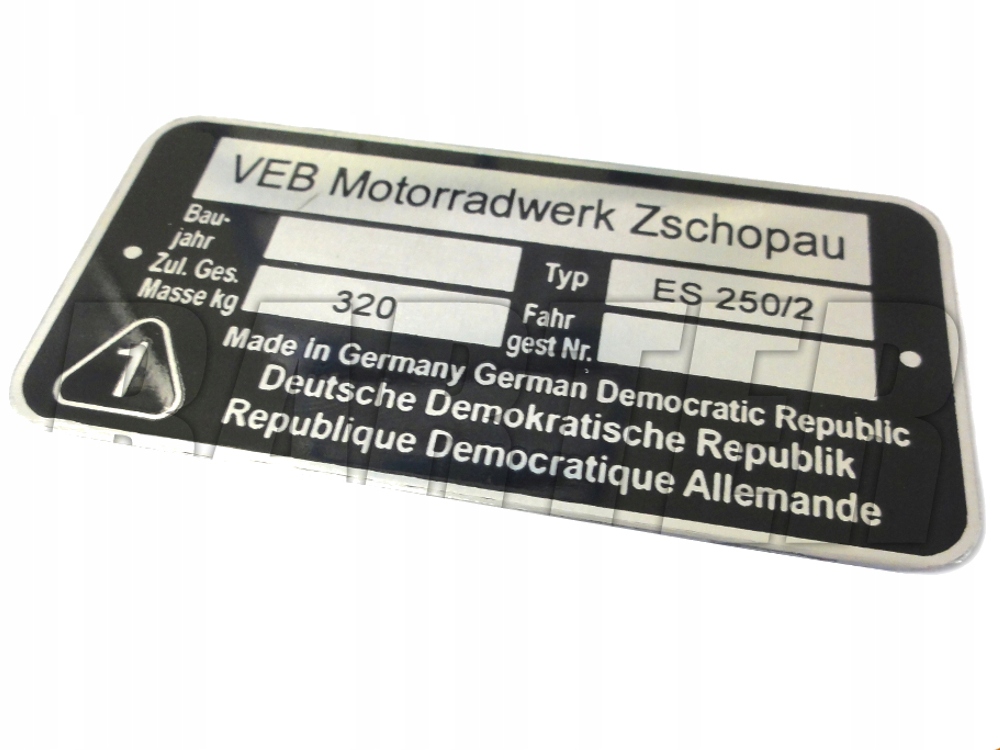 VEB Motorradwerk Zschopau
Bau-
jahr
Typ ES 250/2
Zul. Ges.
Masse kg 320
Fahr
gest Nr.
1
Made in Germany German Democratic Republic
Deutsche Demokratische Republik
Republique Democratique Allemande